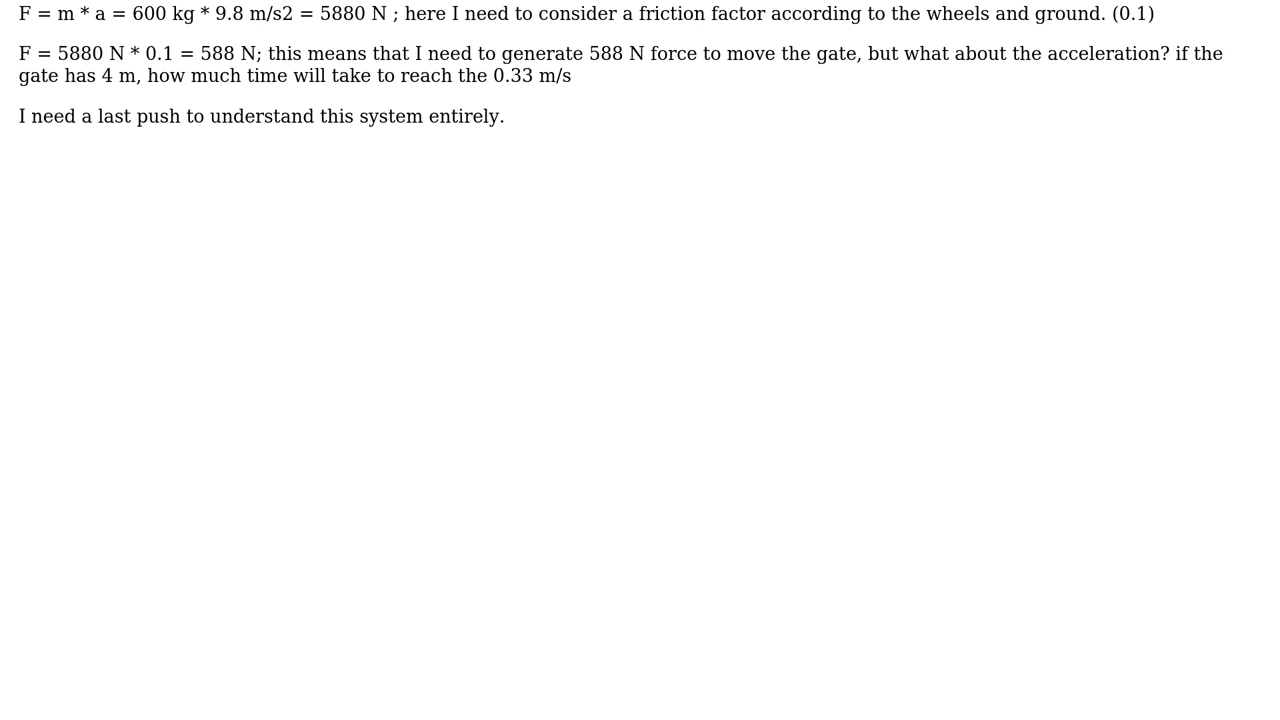 F = m * a = 600 kg * 9.8 m/s2 = 5880 N ; here I need to consider a friction factor according to the wheels and ground. (0.1)
F = 5880 N * 0.1 = 588 N; this means that I need to generate 588 N force to move the gate, but what about the acceleration? if the
gate has 4 m, how much time will take to reach the 0.33 m/s
I need a last push to understand this system entirely.